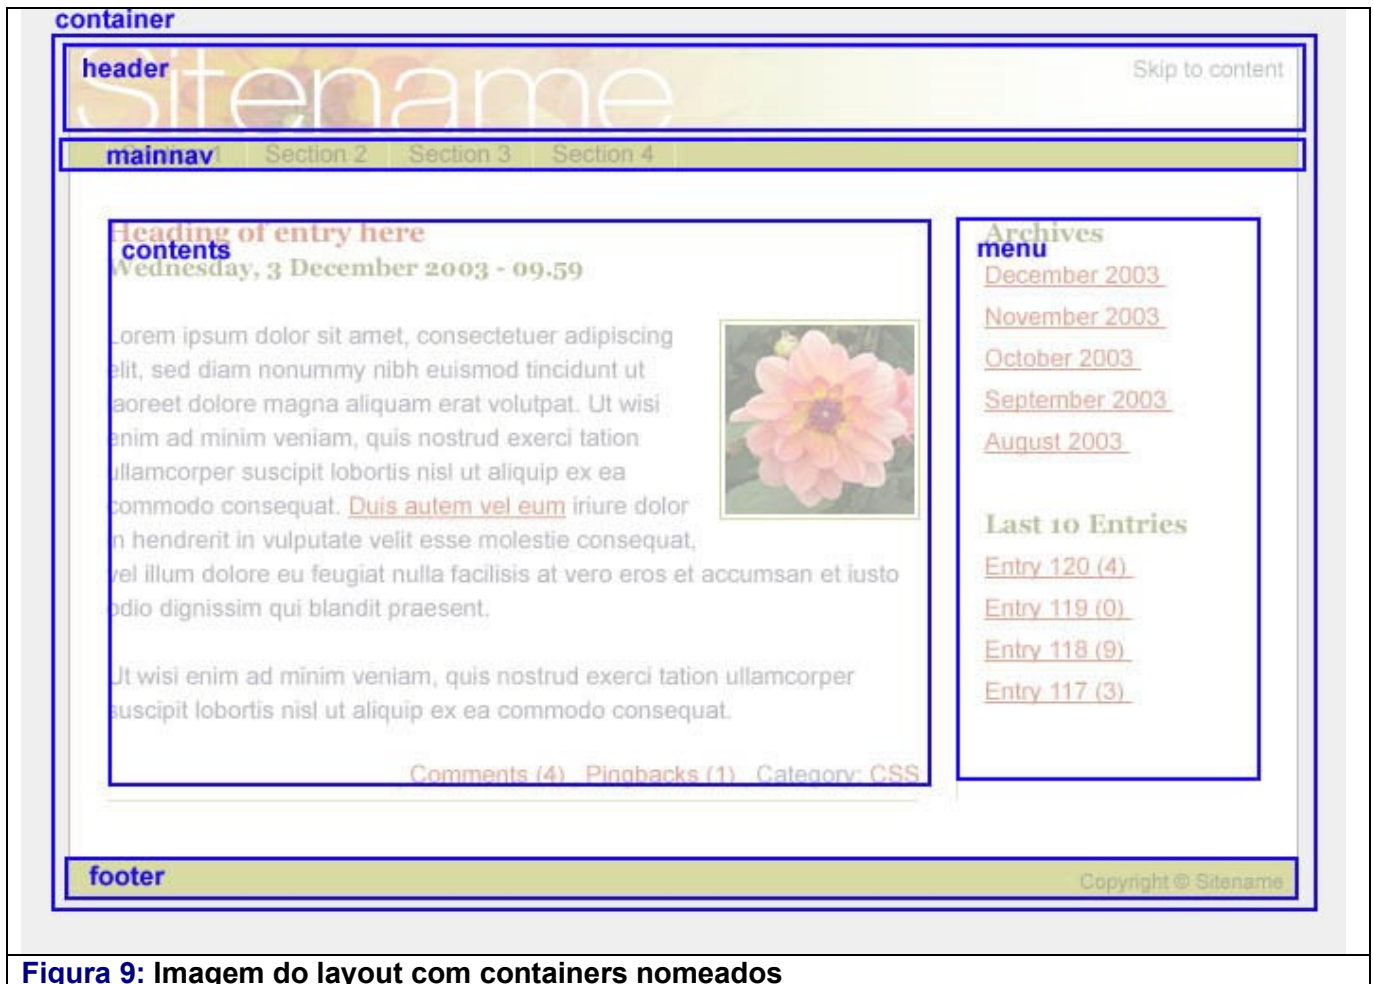 container
header
Sitename
Skip to content
mainnav 1 Section 2 Section 3 Section 4
Heading of entry here
contents
Wednesday, 3 December 2003 - 09.59
Lorem ipsum dolor sit amet, consectetuer adipiscing
elit, sed diam nonummy nibh euismod tincidunt ut
laoreet dolore magna aliquam erat volutpat. Ut wisi
enim ad minim veniam, quis nostrud exerci tation
ullamcorper suscipit lobortis nisl ut aliquip ex ea
commodo consequat. Duis autem vel eum iriure dolor
in hendrerit in vulputate velit esse molestie consequat,
vel illum dolore eu feugiat nulla facilisis at vero eros et accumsan et iusto
odio dignissim qui blandit praesent.
Ut wisi enim ad minim veniam, quis nostrud exerci tation ullamcorper
suscipit lobortis nisl ut aliquip ex ea commodo consequat.
Comments (4) Pingbacks (1) Category: CSS
Archives
menu
December 2003
November 2003
October 2003
September 2003
August 2003
Last 10 Entries
Entry 120 (4)
Entry 119 (0)
Entry 118 (9)
Entry 117 (3)
footer
Copyright © Sitename
Figura 9: Imagem do layout com containers nomeados